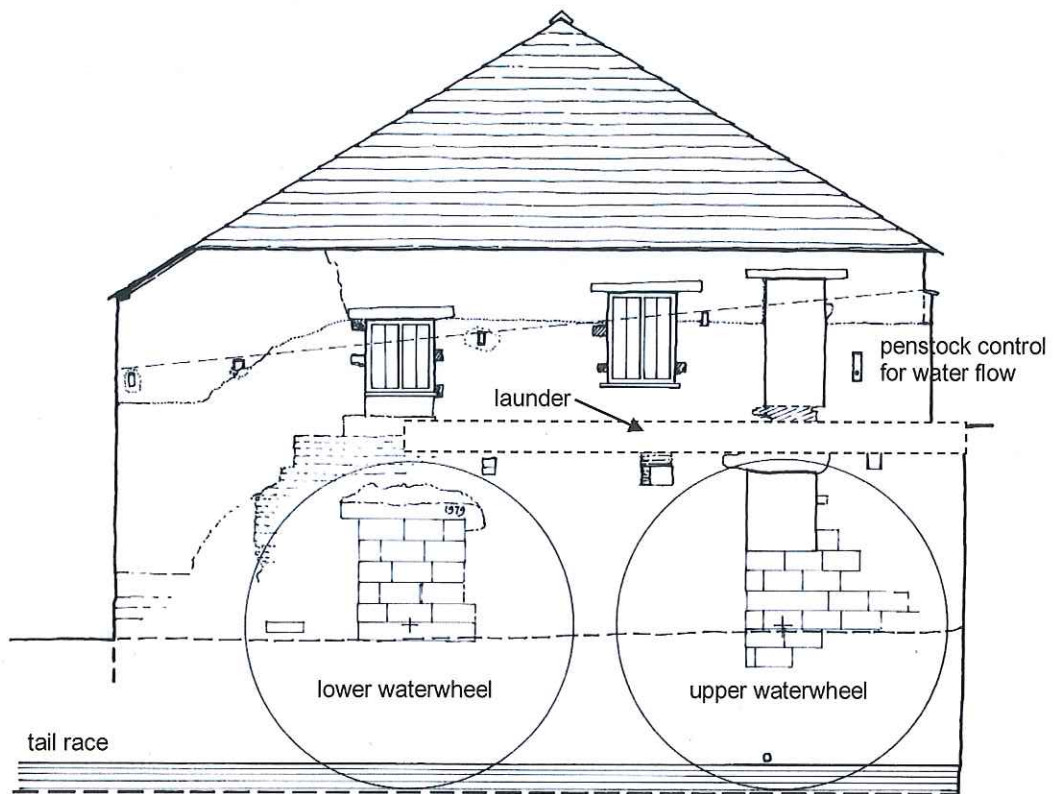 penstock control
for water flow
launder
1979
lower waterwheel
upper waterwheel
tail race